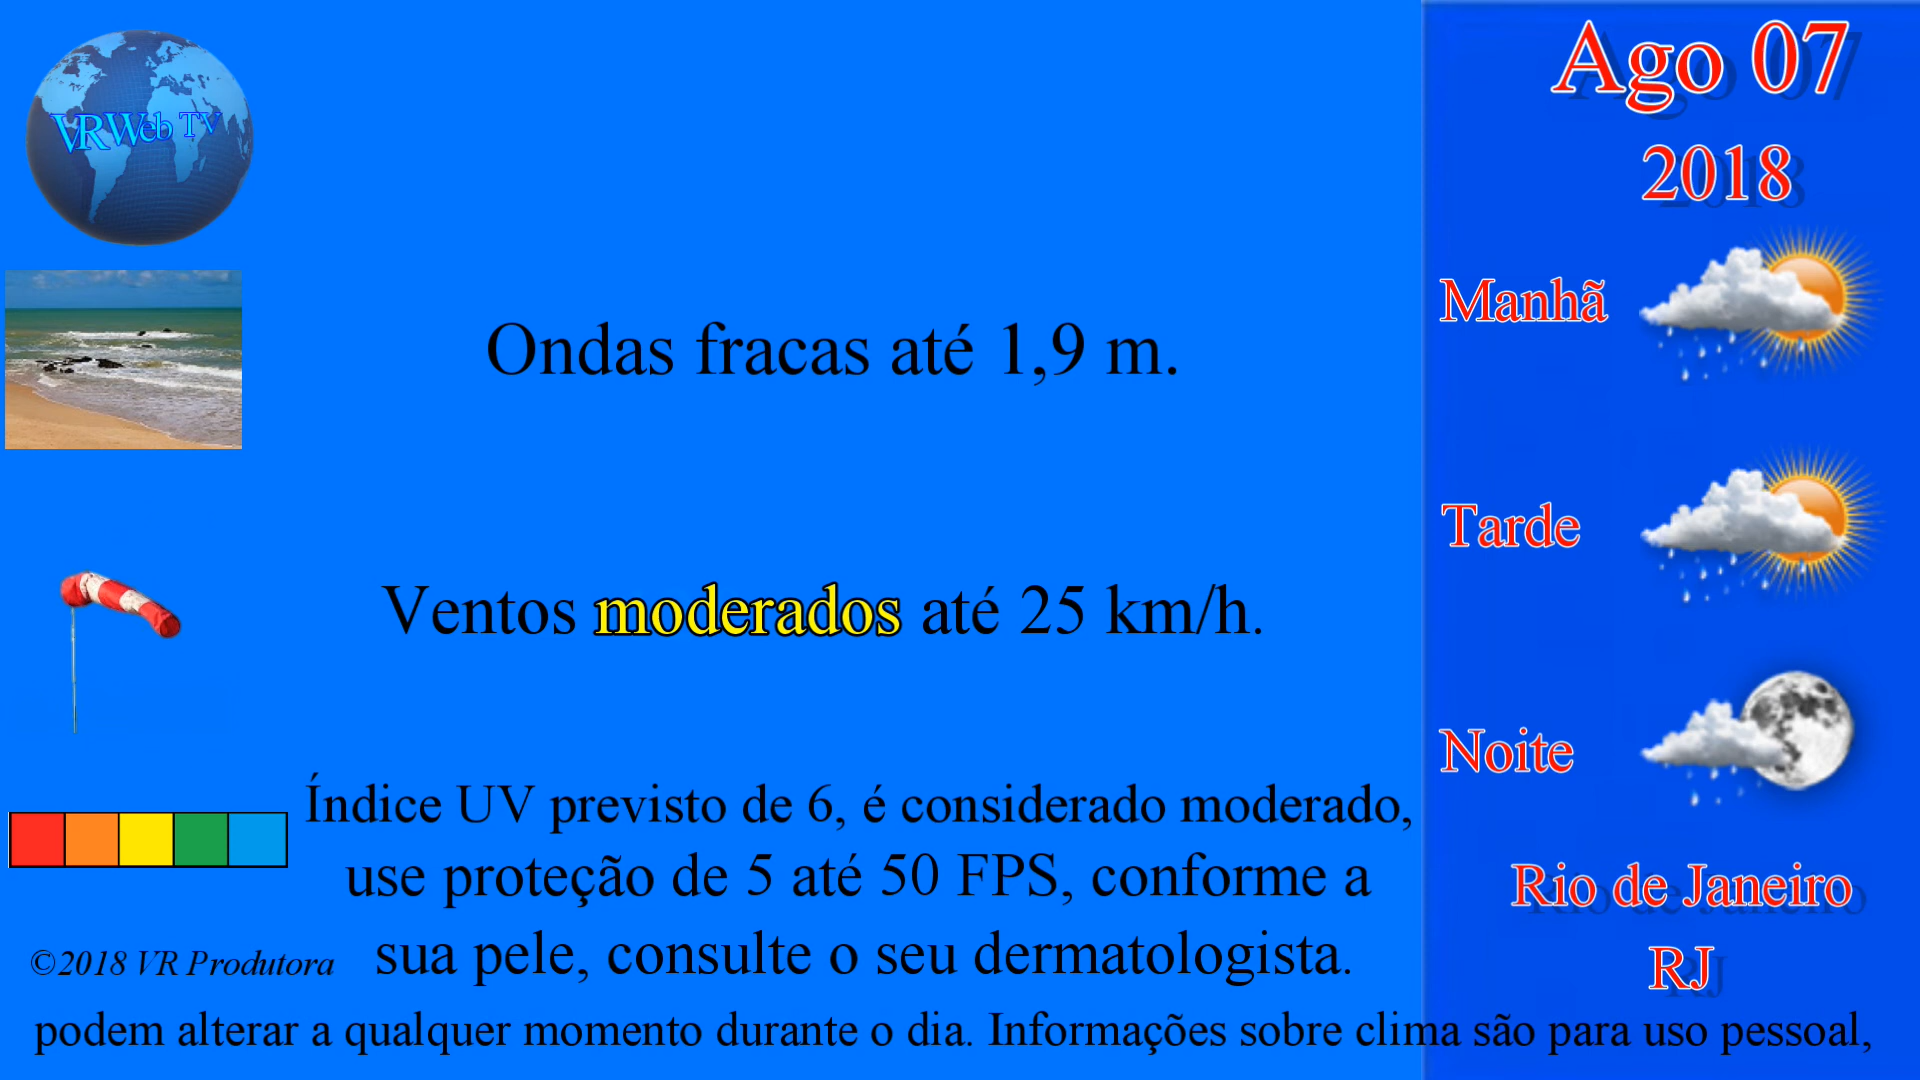 VRWeb TV
Ondas fracas até 1,9 m.
Ventos moderados até 25 km/h.
Índice UV previsto de 6, é considerado moderado,
use proteção de 5 até 50 FPS, conforme a
sua pele, consulte o seu dermatologista.
©2018 VR Produtora
Ago 07
2018
Manhã
Tarde
Noite
Rio de Janeiro
RJ
podem alterar a qualquer momento durante o dia. Informações sobre clima são para uso pessoal,